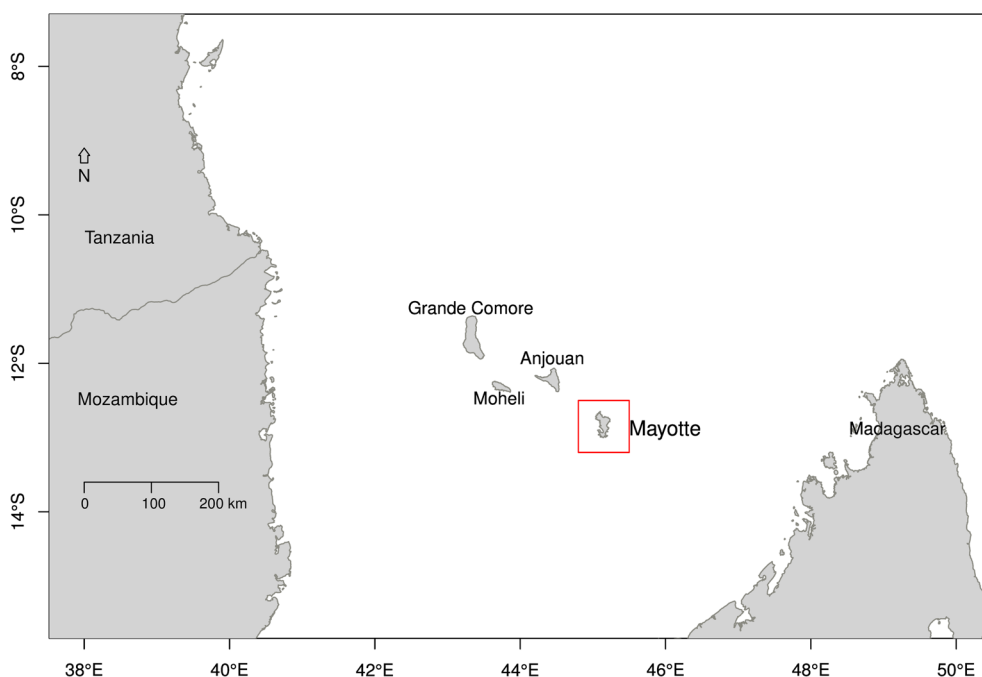 8°S
10°S
12°S
14°S
N
Tanzania
Grande Comore
Anjouan
Moheli
Mozambique
Mayotte
Madagascar
0 100 200 km
38°E 40°E 42°E 44°E 46°E 48°E 50°E